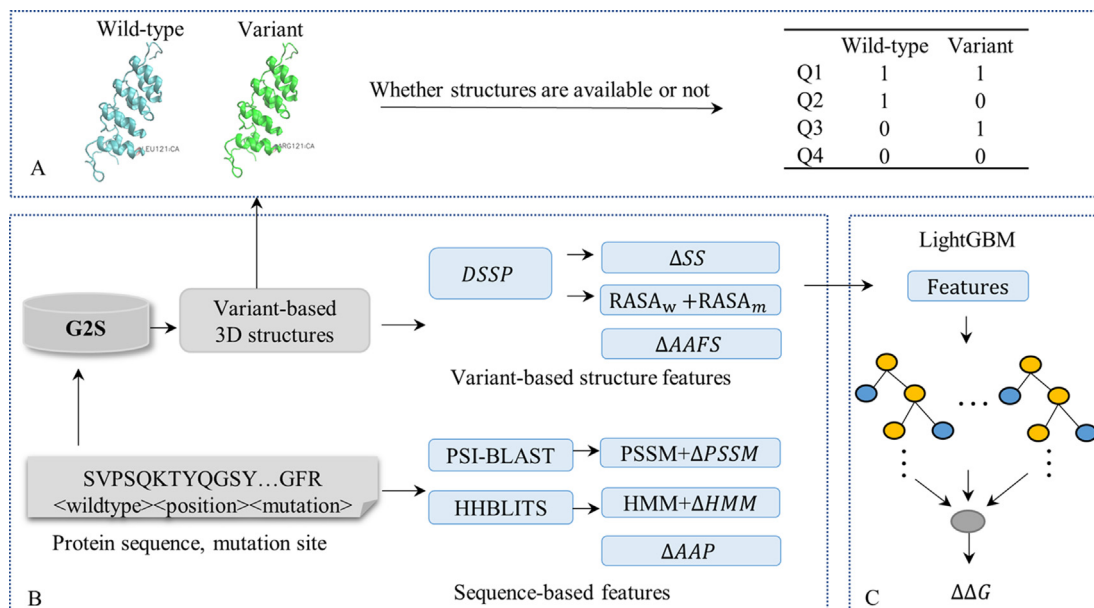 Wild-type
Variant
LEU121:CA
ARG121:CA
Whether structures are available or not
Wild-type Variant
Q1 1 1
Q2 1 0
Q3 0 1
Q4 0 0
A
G2S
Variant-based
3D structures
DSSP
ΔSS
RASAw +RASAm
ΔAAFS
Variant-based structure features
SVPSQKTYQGSY...GFR
<wildtype><position><mutation>
Protein sequence, mutation site
PSI-BLAST
PSSM+ΔPSSM
HHBLITS
HMM+ΔHMM
ΔAAP
Sequence-based features
B
LightGBM
Features
ΔΔG
C